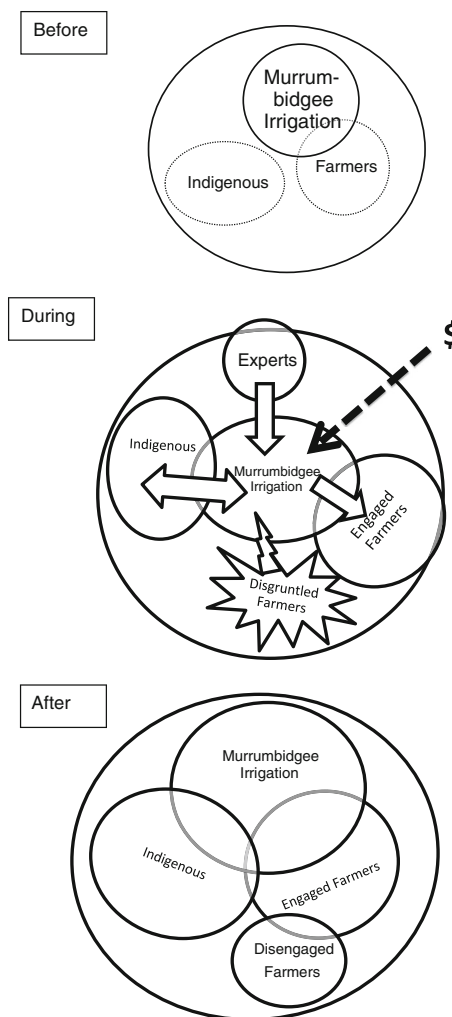 Before
Murrum-
bidgee
Irrigation
Farmers
Indigenous
During
$
Experts
Indigenous
Murrumbidgee
Irrigation
Engaged
Farmers
Disgruntled
Farmers
After
Murrumbidgee
Irrigation
Indigenous
Engaged Farmers
Disengaged
Farmers